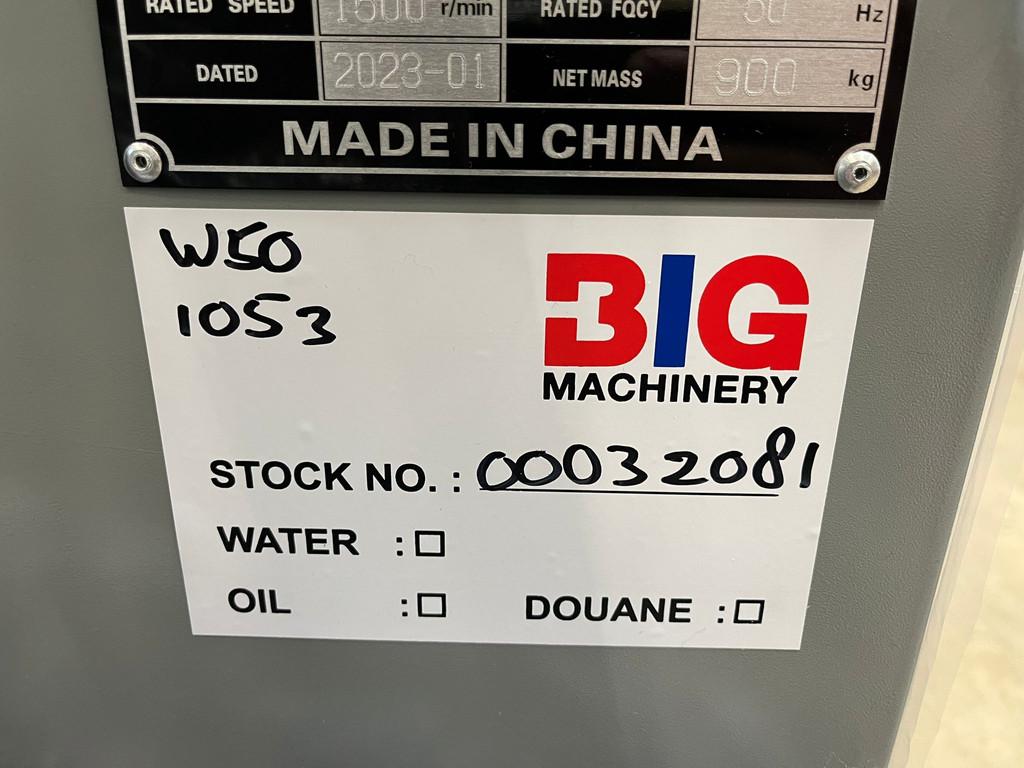 RATED SPEED 1500 r/min RATED FQCY 50 Hz
DATED 2023-01 NET MASS 900 kg
MADE IN CHINA
W50
1053
BIG
MACHINERY
STOCK NO. : 00032081
WATER :
OIL : DOUANE :